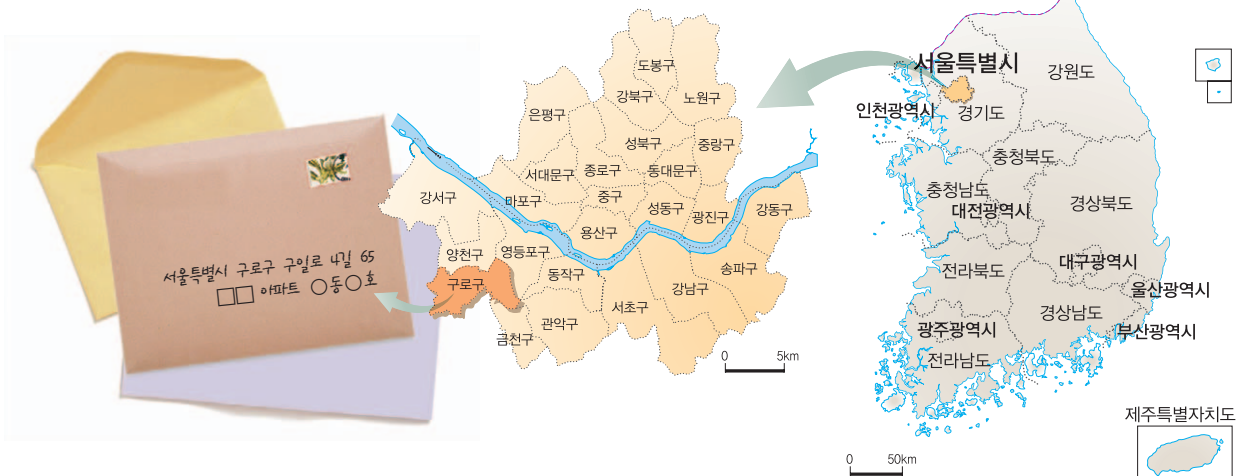 서울특별시 구로구 구일로 4길 65
□□ 아파트 ○동○호
도봉구
강북구
노원구
은평구
성북구
중랑구
서대문구
종로구
동대문구
강서구
마포구
중구
성동구
광진구
강동구
용산구
양천구
영등포구
동작구
송파구
구로구
강남구
서초구
관악구
금천구
0 5km
서울특별시
강원도
인천광역시
경기도
충청북도
충청남도
대전광역시
경상북도
대구광역시
전라북도
울산광역시
경상남도
광주광역시
부산광역시
전라남도
제주특별자치도
0 50km